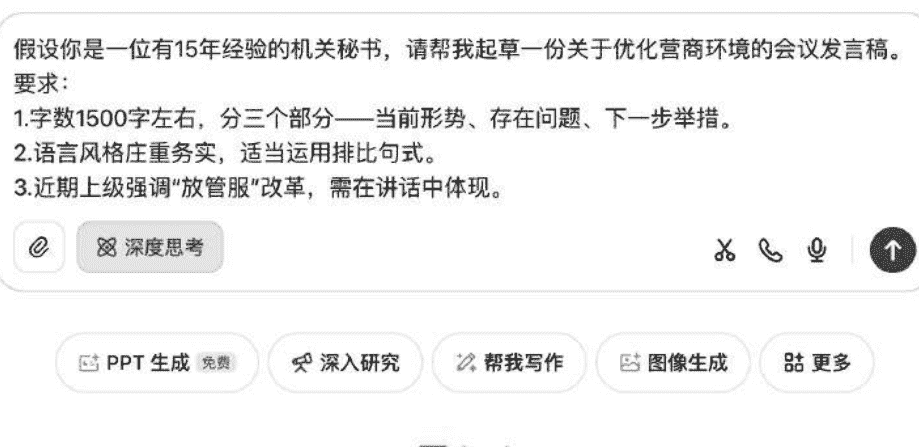 假设你是一位有15年经验的机关秘书，请帮我起草一份关于优化营商环境的会议发言稿。
要求：
1.字数1500字左右，分三个部分——当前形势、存在问题、下一步举措。
2.语言风格庄重务实，适当运用排比句式。
3.近期上级强调“放管服”改革，需在讲话中体现。
深度思考
PPT 生成 免费 深入研究 帮我写作 图像生成 更多